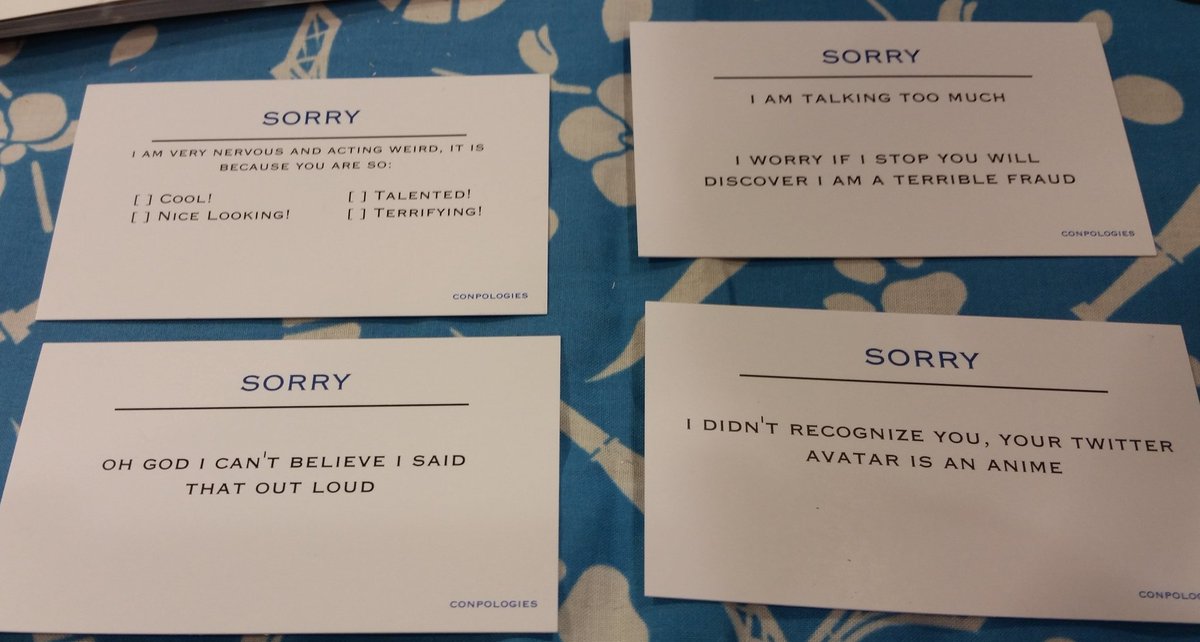 SORRY
I AM VERY NERVOUS AND ACTING WEIRD, IT IS
BECAUSE YOU ARE SO:
[ ] COOL! [ ] TALENTED!
[ ] NICE LOOKING! [ ] TERRIFYING!
CONPOLOGIES
SORRY
I AM TALKING TOO MUCH
I WORRY IF I STOP YOU WILL
DISCOVER I AM A TERRIBLE FRAUD
CONPOLOGIES
SORRY
OH GOD I CAN'T BELIEVE I SAID
THAT OUT LOUD
CONPOLOGIES
SORRY
I DIDN'T RECOGNIZE YOU, YOUR TWITTER
AVATAR IS AN ANIME
CONPOLOG